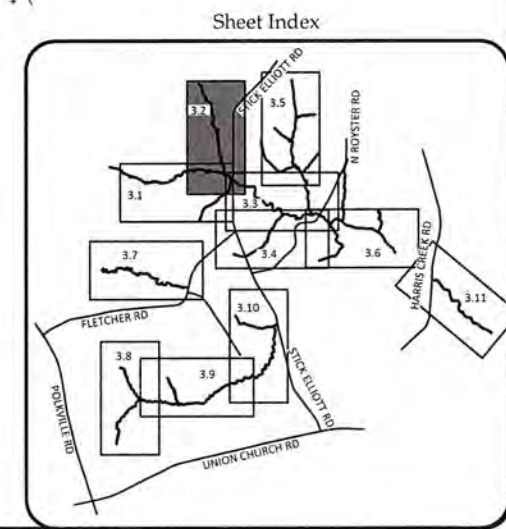 Sheet Index
STICK ELLIOTT RD
3.5
3.2
N ROYSTER RD
3.1
3.3
3.4
3.6
HARRIS CREEK RD
3.7
3.11
3.10
FLETCHER RD
3.8
3.9
STICK ELLIOTT RD
POLKVILLE RD
UNION CHURCH RD